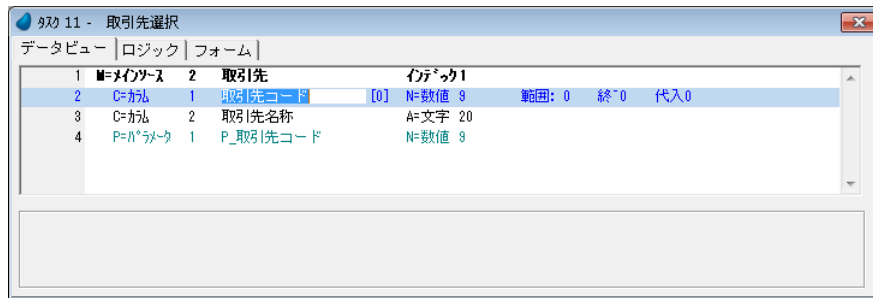 ﾀｽｸ 11 - 取引先選択
データビュー ロジック フォーム
1 M=ﾒｲﾝｿｰｽ 2 取引先 ｲﾝﾃﾞｯｸ1
2 C=ｶﾗﾑ 1 取引先コード [0] N=数値 9 範囲: 0 終~0 代入0
3 C=ｶﾗﾑ 2 取引先名称 A=文字 20
4 P=ﾊﾟﾗﾒｰﾀ 1 P_取引先コード N=数値 9